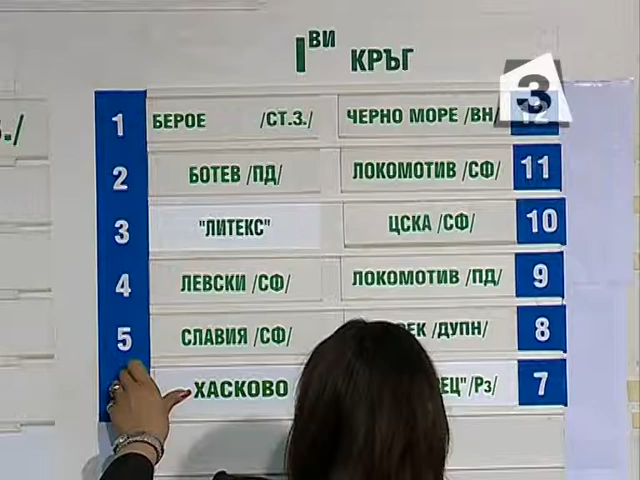 Iви КРЪГ
3
./
1 БЕРОЕ /СТ.З./ ЧЕРНО МОРЕ /ВН/ 12
2 БОТЕВ /ПД/ ЛОКОМОТИВ /СФ/ 11
3 "ЛИТЕКС" ЦСКА /СФ/ 10
4 ЛЕВСКИ /СФ/ ЛОКОМОТИВ /ПД/ 9
5 СЛАВИЯ /СФ/ /ДУПН/ 8
ХАСКОВО /Рз/ 7